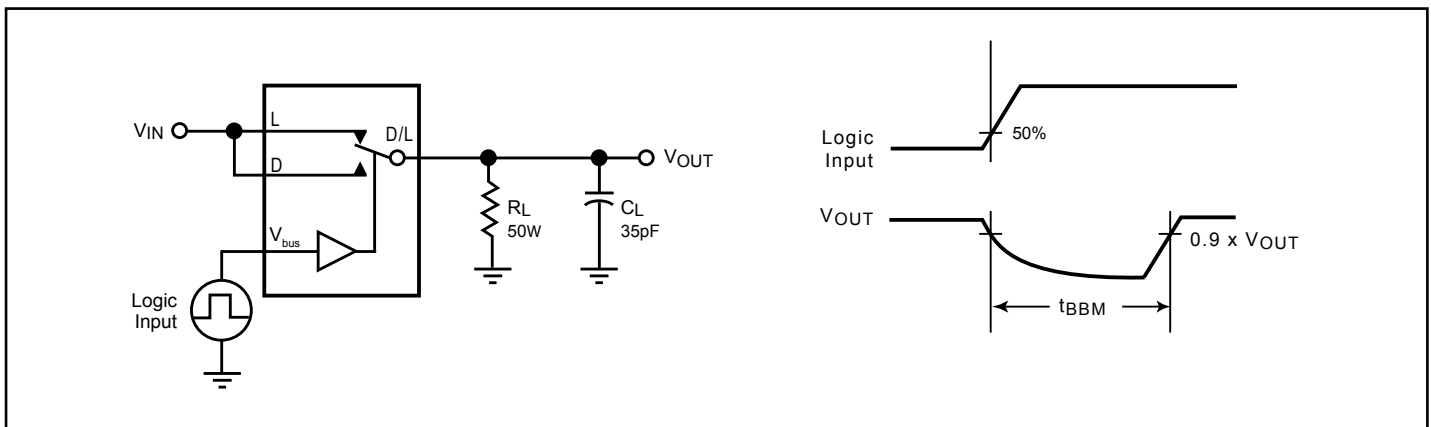 VIN
L
D
D/L
Vbus
Logic
Input
RL
50W
CL
35pF
VOUT
Logic
Input
50%
VOUT
0.9 x VOUT
tBBM